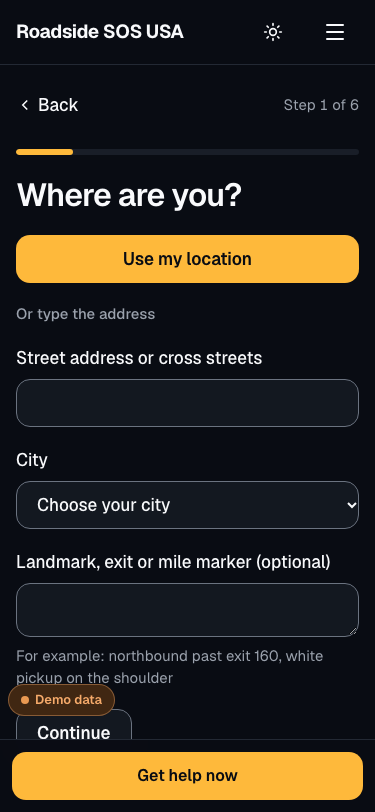 Roadside SOS USA
Back
Step 1 of 6
Where are you?
Use my location
Or type the address
Street address or cross streets
City
Choose your city
Landmark, exit or mile marker (optional)
For example: northbound past exit 160, white
pickup on the shoulder
Demo data
Continue
Get help now